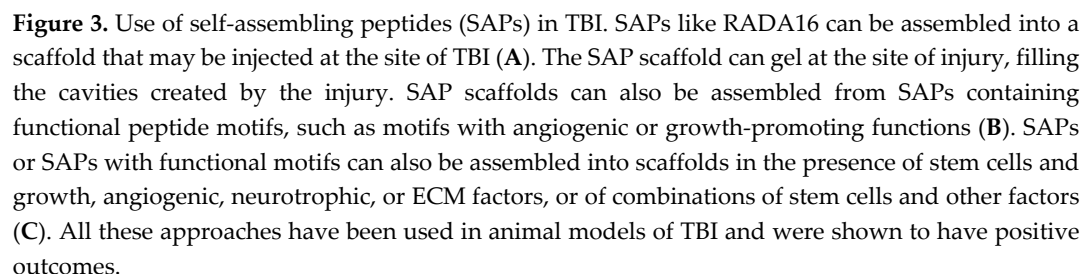 Figure 3. Use of self-assembling peptides (SAPs) in TBI. SAPs like RADA16 can be assembled into a
scaffold that may be injected at the site of TBI (A). The SAP scaffold can gel at the site of injury, filling
the cavities created by the injury. SAP scaffolds can also be assembled from SAPs containing
functional peptide motifs, such as motifs with angiogenic or growth-promoting functions (B). SAPs
or SAPs with functional motifs can also be assembled into scaffolds in the presence of stem cells and
growth, angiogenic, neurotrophic, or ECM factors, or of combinations of stem cells and other factors
(C). All these approaches have been used in animal models of TBI and were shown to have positive
outcomes.